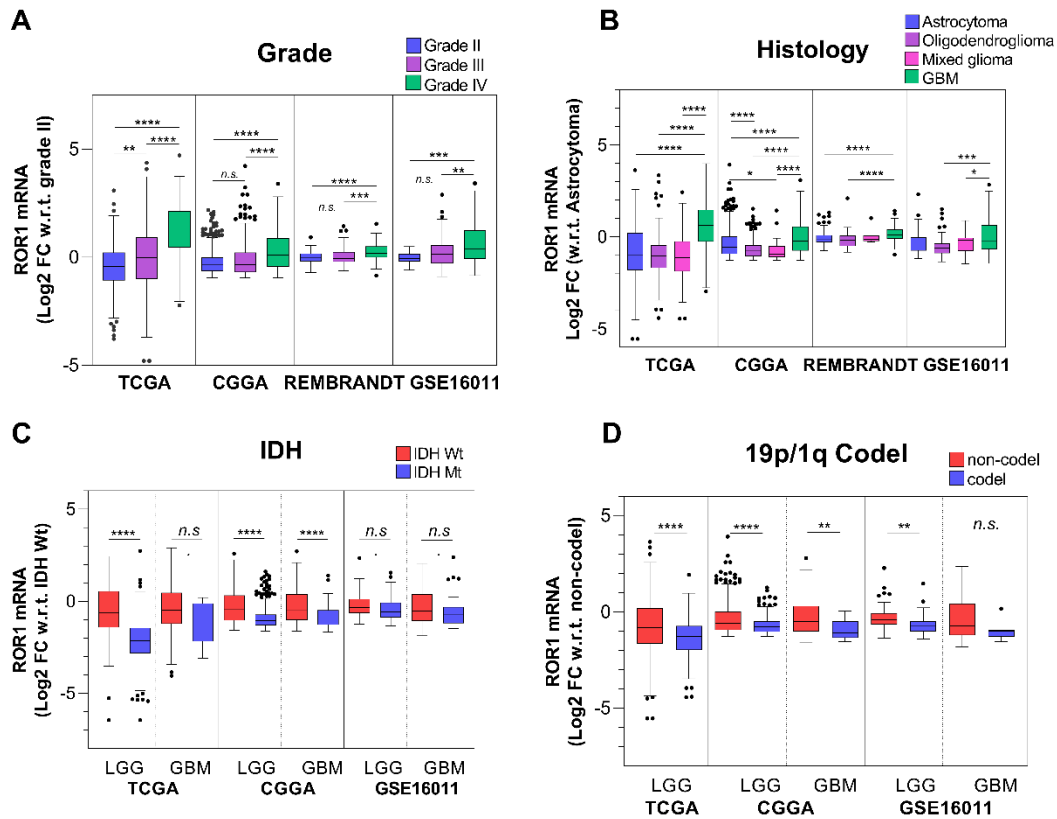 A
Grade
Grade II
Grade III
Grade IV
ROR1 mRNA
(Log2 FC w.r.t. grade II)
5
0
-5
****
**
****
****
n.s.
****
****
n.s.
***
***
n.s.
**
TCGA
CGGA
REMBRANDT
GSE16011
B
Histology
Astrocytoma
Oligodendroglioma
Mixed glioma
GBM
ROR1 mRNA
Log2 FC (w.r.t. Astrocytoma)
5
0
-5
****
****
****
****
****
****
*
****
****
****
***
*
TCGA
CGGA
REMBRANDT
GSE16011
C
IDH
IDH Wt
IDH Mt
ROR1 mRNA
(Log2 FC w.r.t. IDH Wt)
5
0
-5
****
n.s
****
****
n.s
n.s
LGG GBM LGG GBM LGG GBM
TCGA CGGA GSE16011
D
19p/1q Codel
non-codel
codel
ROR1 mRNA
(Log2 FC w.r.t. non-codel)
5
0
-5
****
****
**
**
n.s.
LGG LGG GBM LGG GBM
TCGA CGGA GSE16011